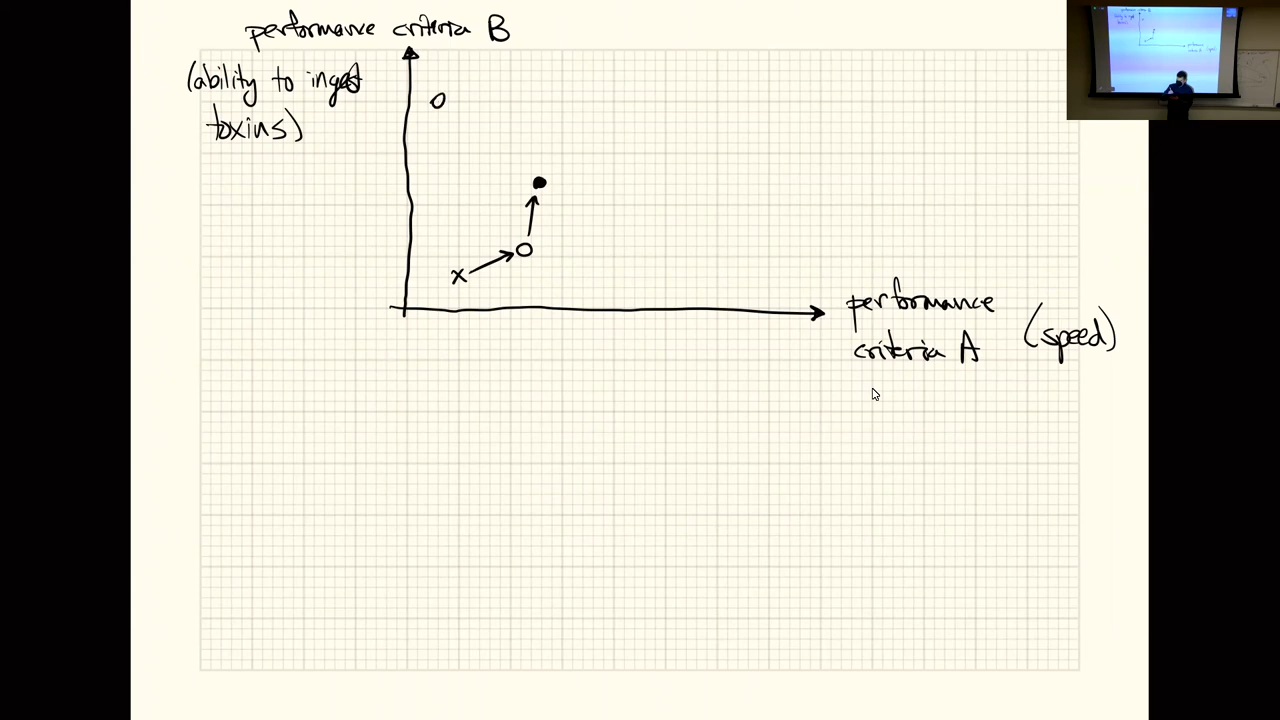 performance criteria B
(ability to ingest
toxins)
o
x
performance
criteria A
(speed)